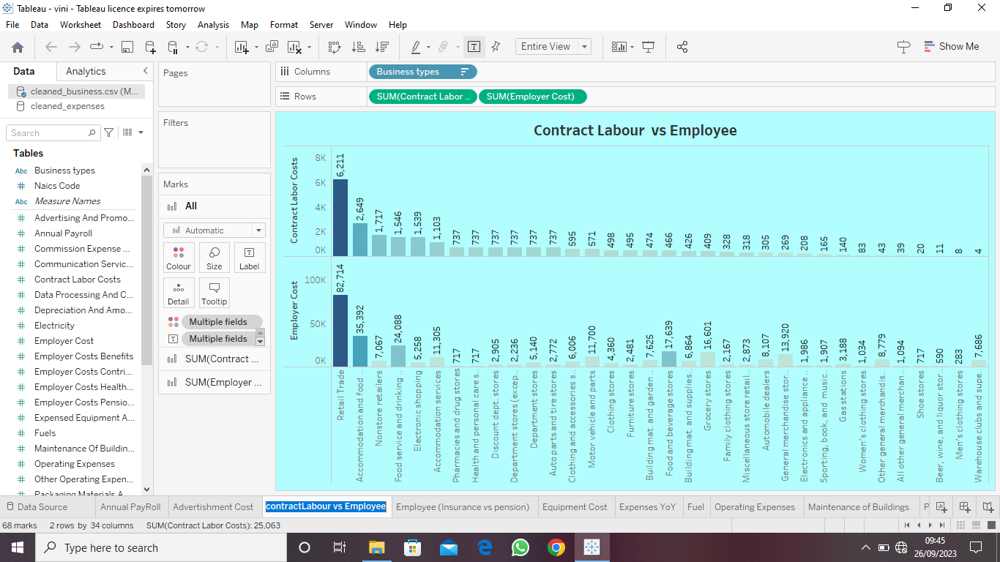 Tableau - vini - Tableau licence expires tomorrow
File Data Worksheet Dashboard Story Analysis Map Format Server Window Help
Entire View
Show Me
Data Analytics
cleaned_business.csv (M...
cleaned_expenses
Search
Tables
Abc Business types
# Naics Code
Abc Measure Names
# Advertising And Promo...
# Annual Payroll
# Commission Expense ...
# Communication Servic...
# Contract Labor Costs
# Data Processing And C...
# Depreciation And Amo...
# Electricity
# Employer Cost
# Employer Costs Benefits
# Employer Costs Contri...
# Employer Costs Health...
# Employer Costs Pensio...
# Expensed Equipment A...
# Fuels
# Maintenance Of Buildin...
# Operating Expenses
# Other Operating Expen...
Packaging Materials A...
Pages
Filters
Marks
All
Automatic
Colour Size Label
Detail Tooltip
Multiple fields
Multiple fields
SUM(Contract ...
SUM(Employer ...
Columns Business types
Rows SUM(Contract Labor .. SUM(Employer Cost)
Contract Labour vs Employee
Contract Labor Costs
8K
6K
4K
2K
0K
6,211 2,649 1,717 1,546 1,539 1,103 737 737 737 737 737 737 595 571 498 495 474 466 426 409 328 318 305 269 208 165 140 83 43 39 20 11 8 4
Employer Cost
100K
50K
0K
82,714 35,392 7,067 24,088 5,258 11,305 717 717 2,905 2,236 5,140 2,772 6,006 11,700 4,360 2,481 7,625 17,639 6,864 16,601 2,167 2,873 8,107 13,920 1,986 1,907 3,188 1,034 8,779 1,094 717 590 283 7,686
Retail Trade
Accommodation and food ..
Nonstore retailers
Food service and drinking ..
Electronic shopping
Accommodation services
Pharmacies and drug stores
Health and personal care s..
Discount dept. stores
Department stores (excep..
Department stores
Auto parts and tire stores
Clothing and accessories s..
Motor vehicle and parts
Clothing stores
Furniture stores
Building mat. and garden ..
Food and beverage stores
Building mat. and supplies..
Grocery stores
Family clothing stores
Miscellaneous store retail..
Automobile dealers
General merchandise stor..
Electronics and appliance ..
Sporting, book, and music..
Gas stations
Women's clothing stores
Other general merchandis..
All other general merchan..
Shoe stores
Beer, wine, and liquor stor..
Men's clothing stores
Warehouse clubs and supe..
Data Source Annual PayRoll Advertishment Cost contractLabour vs Employee Employee (Insurance vs pension) Equipment Cost Expenses YoY Fuel Operating Expenses Maintenance of Buildings P
68 marks 2 rows by 34 columns SUM(Contract Labor Costs): 25,063
Type here to search
09:45
26/09/2023